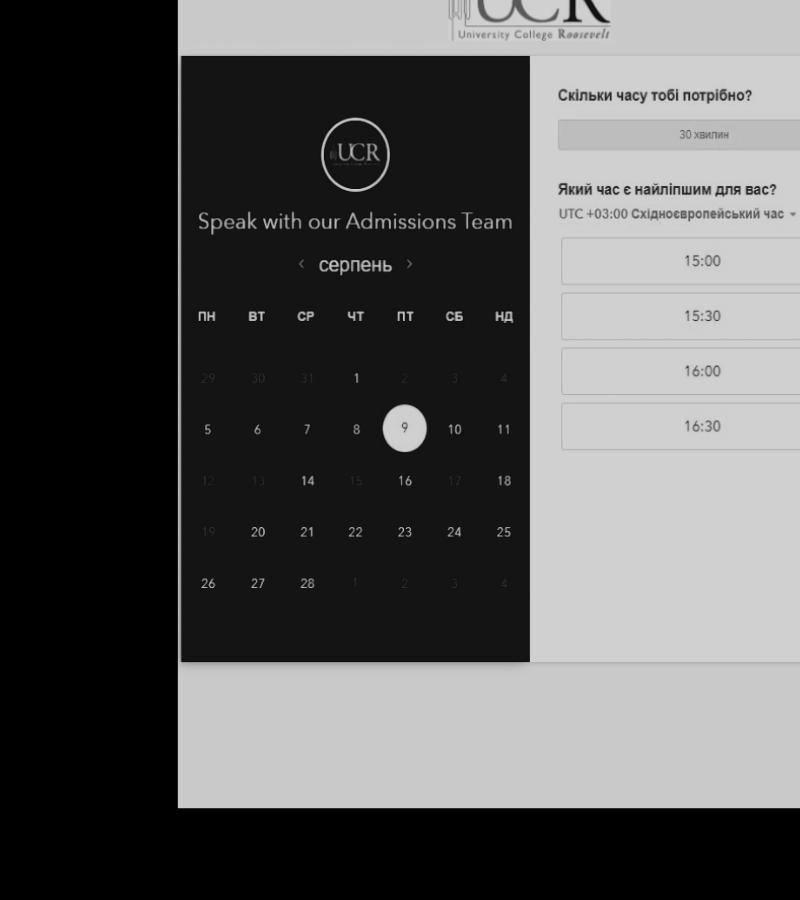 UCR
University College Roosevelt
UCR
Speak with our Admissions Team
серпень
ПН ВТ СР ЧТ ПТ СБ НД
29 30 31 1 2 3 4
5 6 7 8 9 10 11
12 13 14 15 16 17 18
19 20 21 22 23 24 25
26 27 28 1 2 3 4
Скільки часу тобі потрібно?
30 хвилин
Який час є найліпшим для вас?
UTC +03:00 Східноєвропейський час
15:00
15:30
16:00
16:30